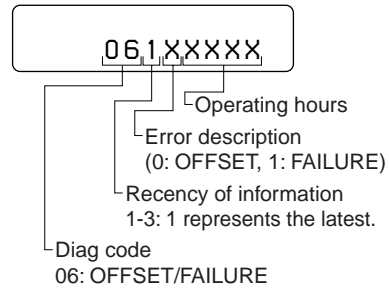 061XXXXX
Operating hours
Error description
(0: OFFSET, 1: FAILURE)
Recency of information
1-3: 1 represents the latest.
Diag code
06: OFFSET/FAILURE